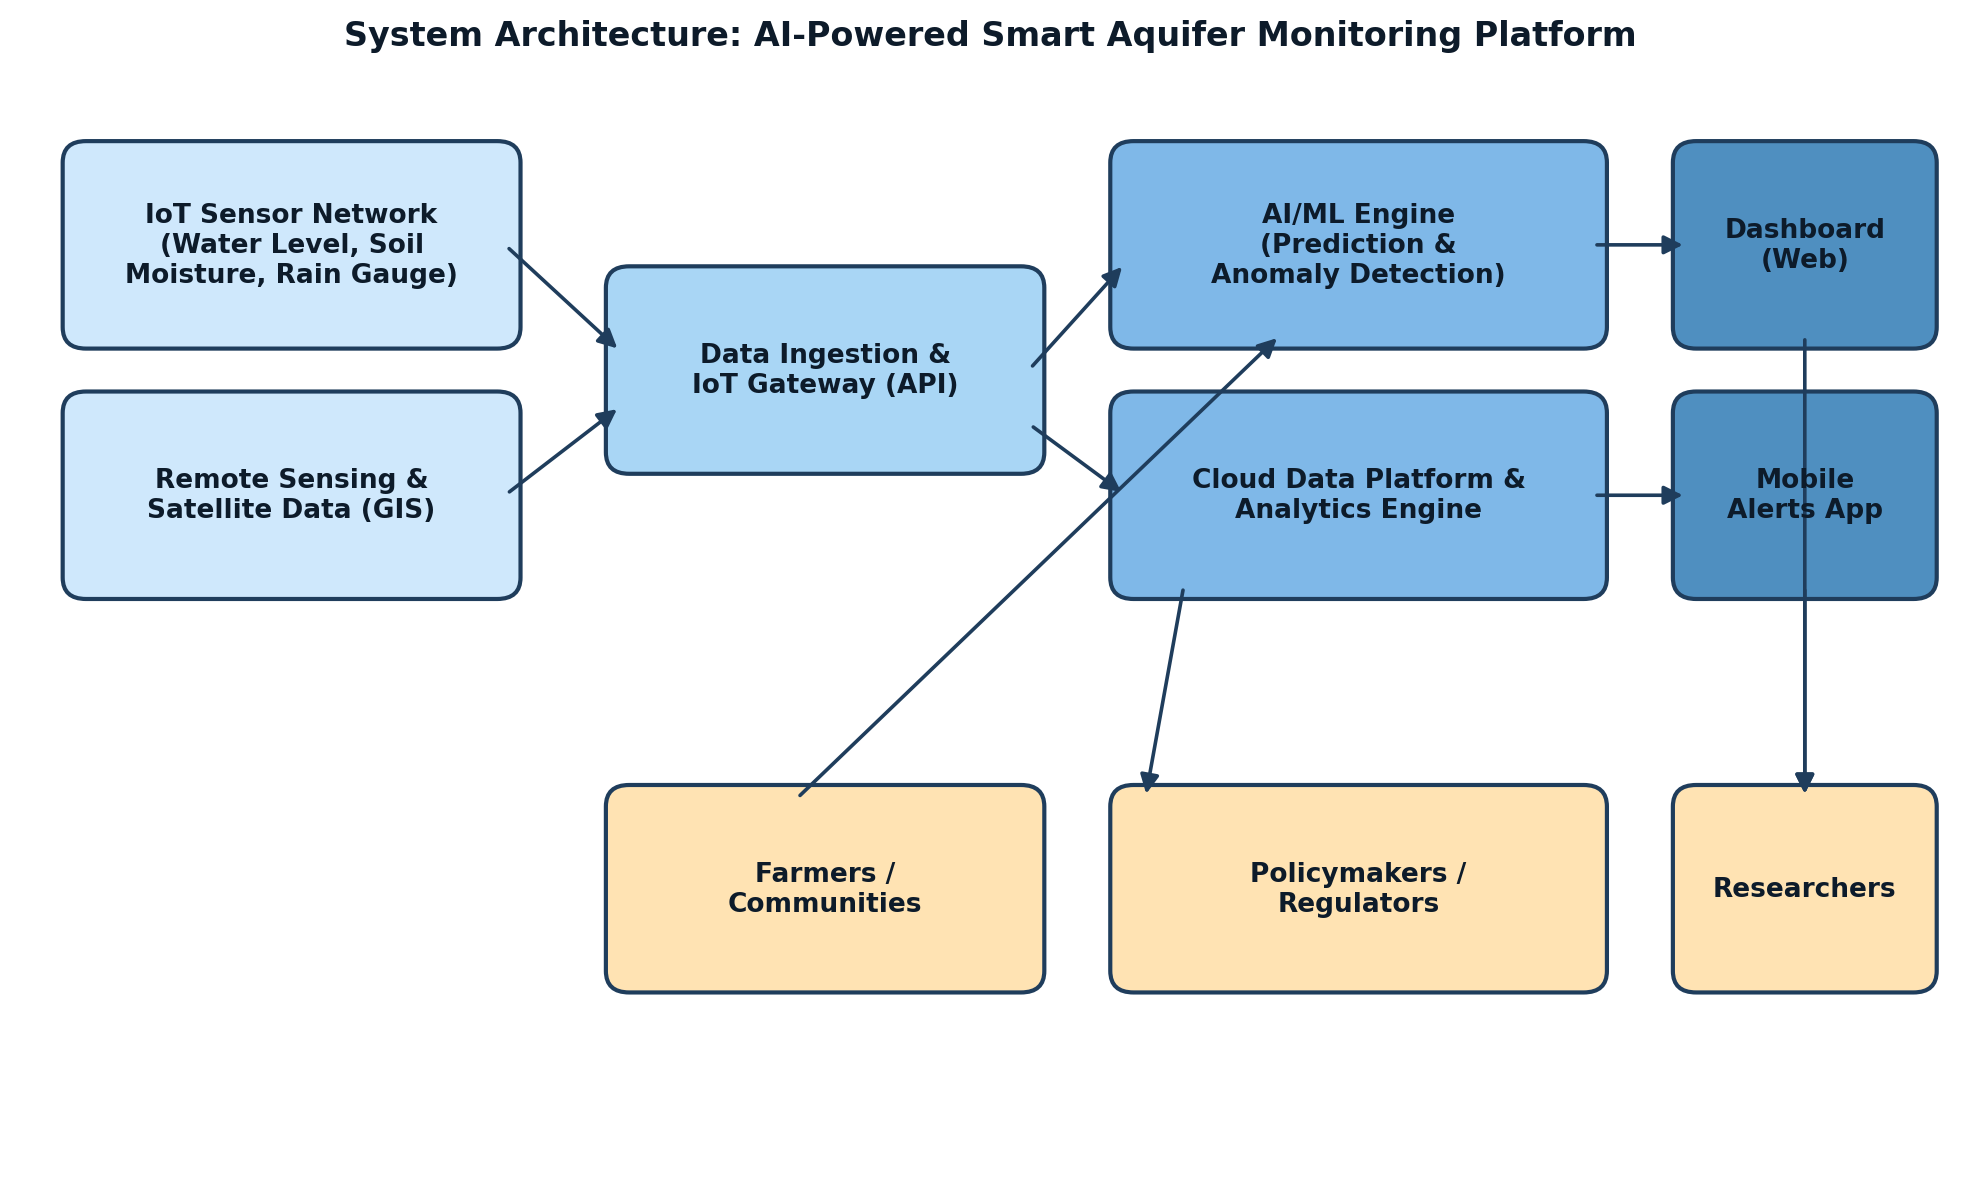 System Architecture: AI-Powered Smart Aquifer Monitoring Platform
IoT Sensor Network
(Water Level, Soil
Moisture, Rain Gauge)
Remote Sensing &
Satellite Data (GIS)
Data Ingestion &
IoT Gateway (API)
AI/ML Engine
(Prediction &
Anomaly Detection)
Cloud Data Platform &
Analytics Engine
Dashboard
(Web)
Mobile
Alerts App
Farmers /
Communities
Policymakers /
Regulators
Researchers